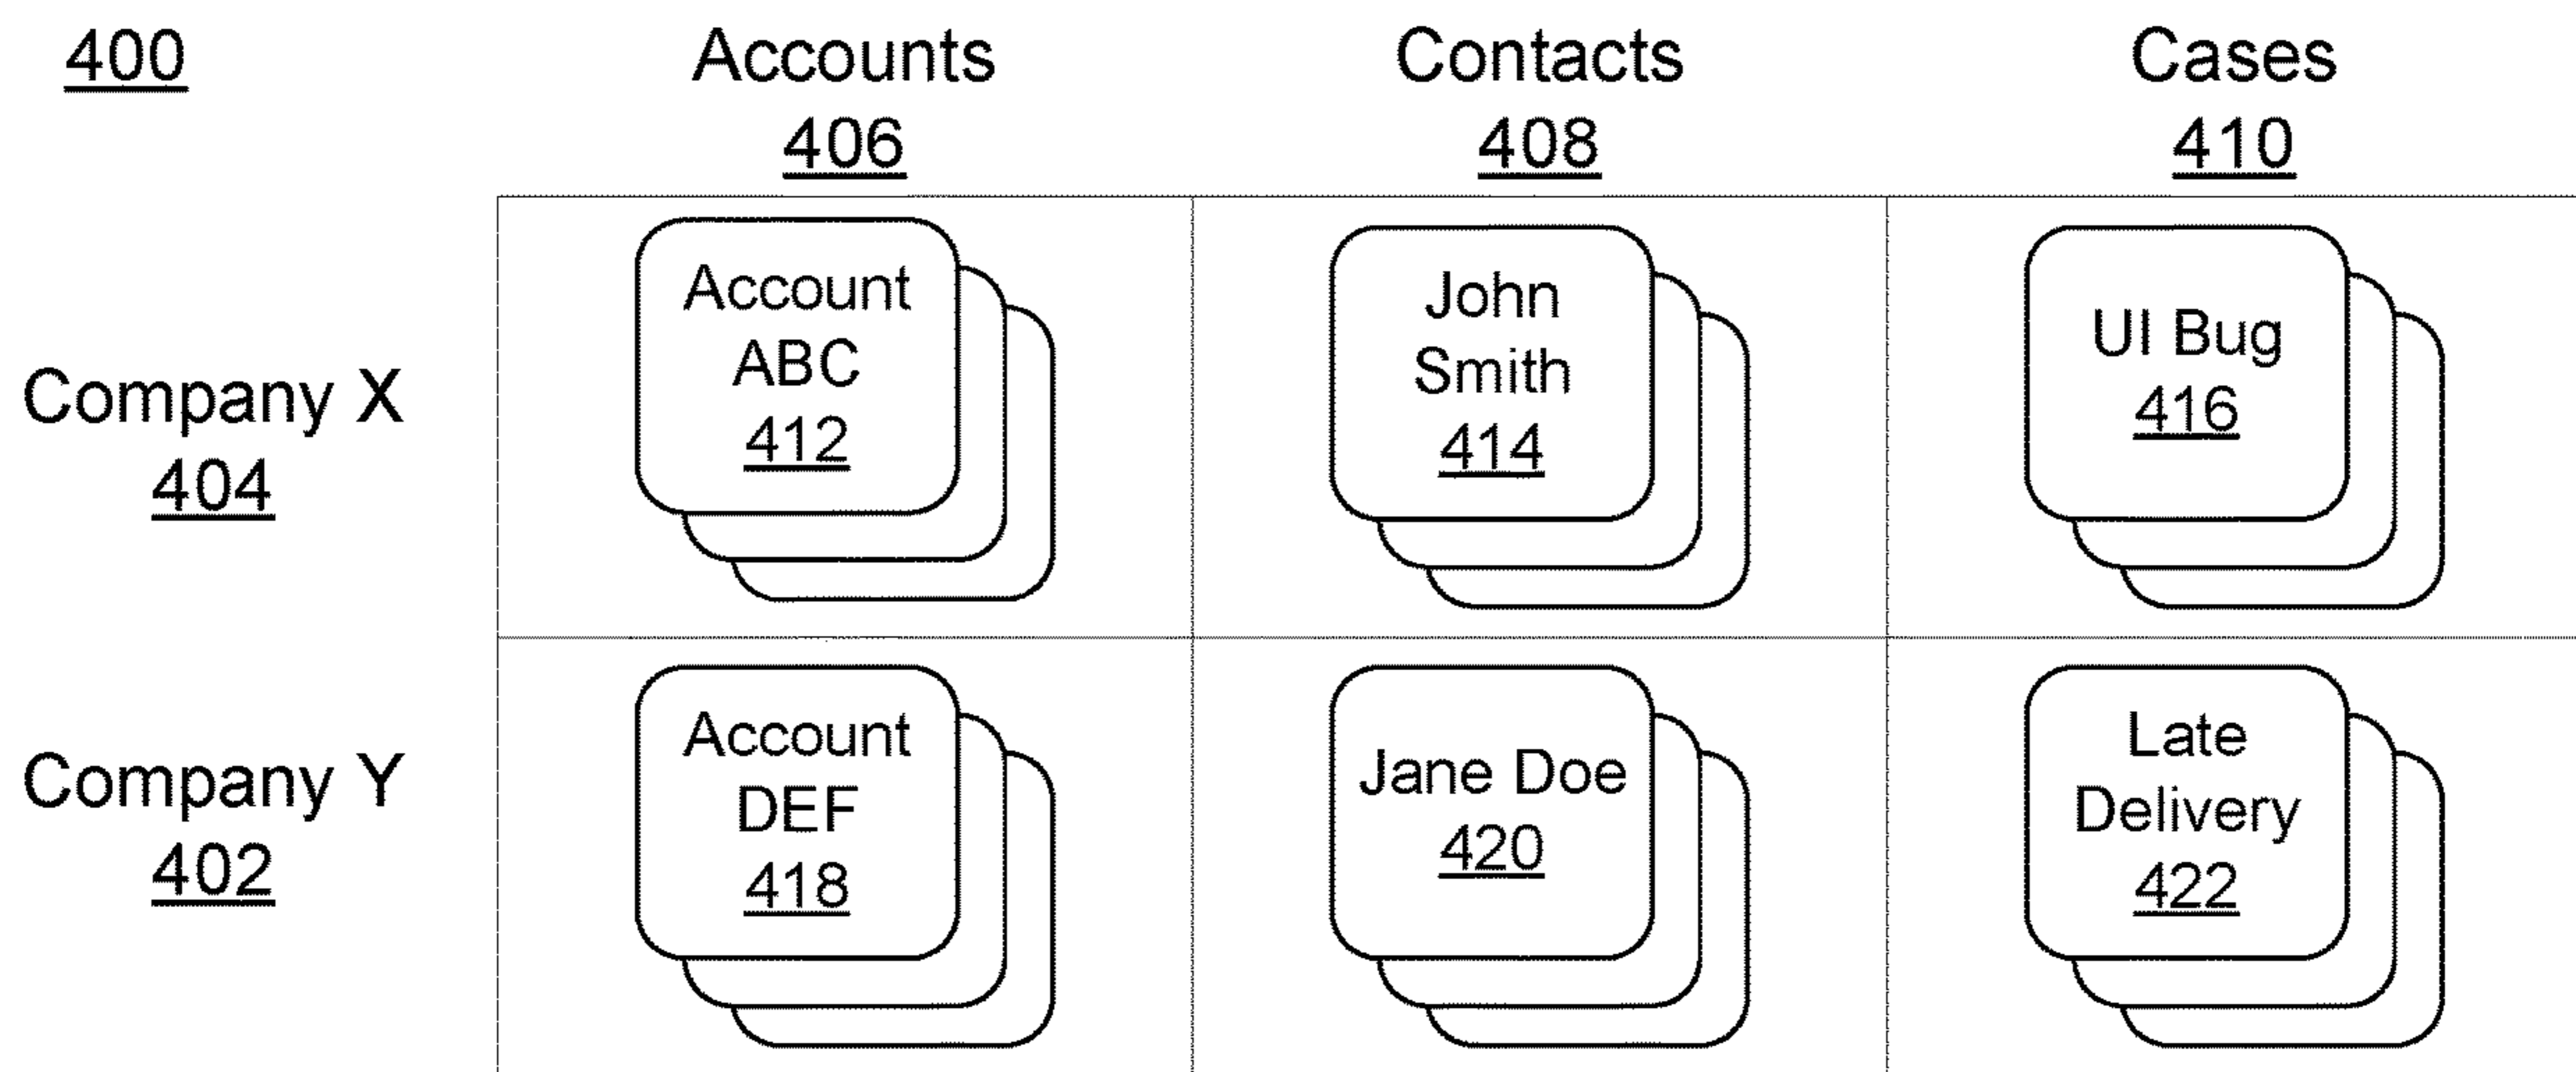 400
Accounts
406
Contacts
408
Cases
410
Company X
404
Account
ABC
412
John
Smith
414
UI Bug
416
Company Y
402
Account
DEF
418
Jane Doe
420
Late
Delivery
422